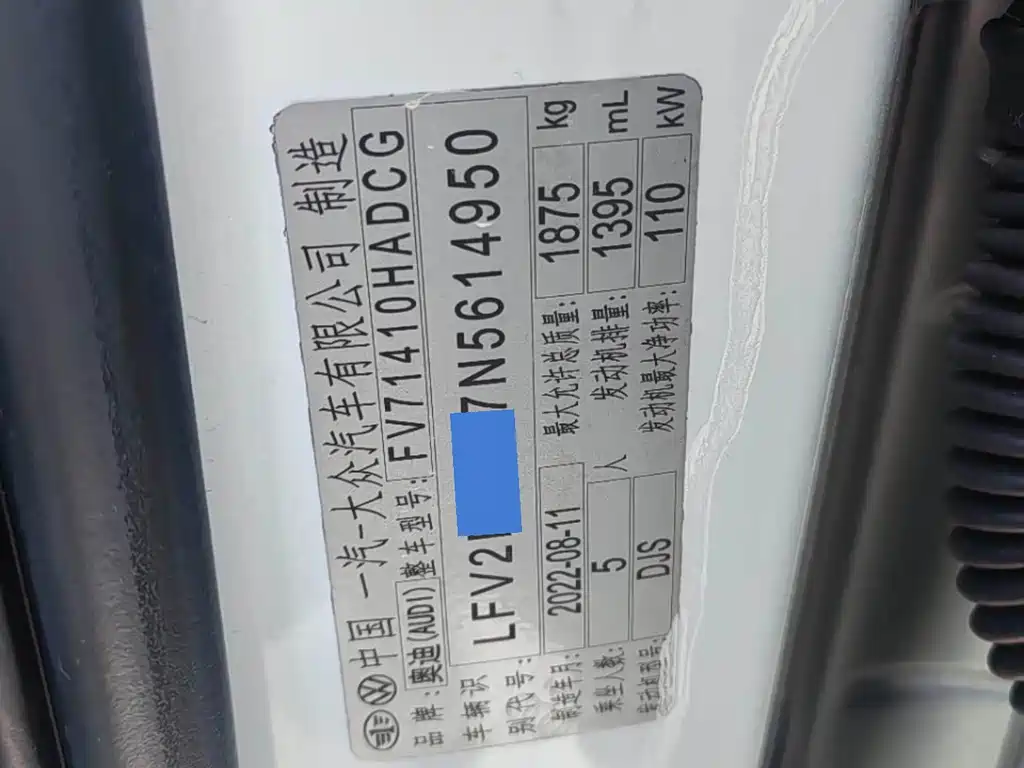 中国 一汽-大众汽车有限公司 制造
品牌: 奥迪(AUDI) 整车型号: FV71410HADCG
车辆识别代号: LFV2 7N5614950
制造年月: 2022-08-11 最大允许总质量: 1875 kg
乘坐人数: 5 人 发动机排量: 1395 mL
发动机型号: DJS 发动机最大净功率: 110 kW